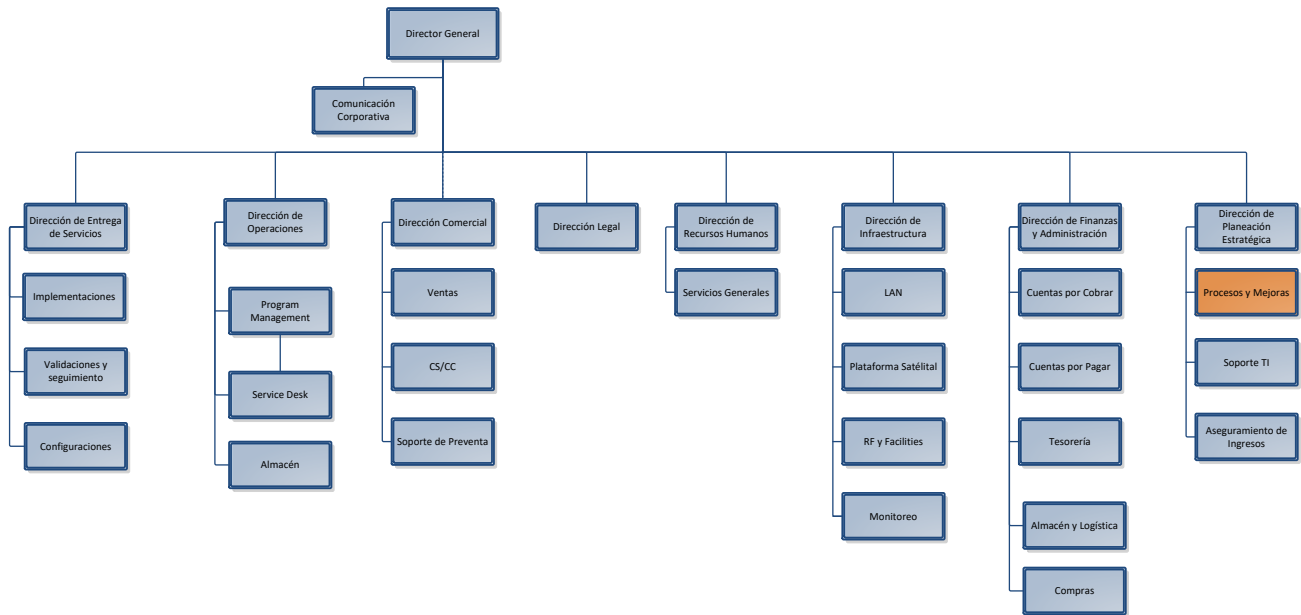 Director General
Comunicación
Corporativa
Dirección de Entrega
de Servicios
Dirección de
Operaciones
Dirección Comercial
Dirección Legal
Dirección de
Recursos Humanos
Dirección de
Infraestructura
Dirección de Finanzas
y Administración
Dirección de
Planeación
Estratégica
Implementaciones
Program
Management
Ventas
Servicios Generales
LAN
Cuentas por Cobrar
Procesos y Mejoras
Validaciones y
seguimiento
Service Desk
CS/CC
Plataforma Satélital
Cuentas por Pagar
Soporte TI
Configuraciones
Almacén
Soporte de Preventa
RF y Facilities
Tesorería
Aseguramiento de
Ingresos
Monitoreo
Almacén y Logística
Compras